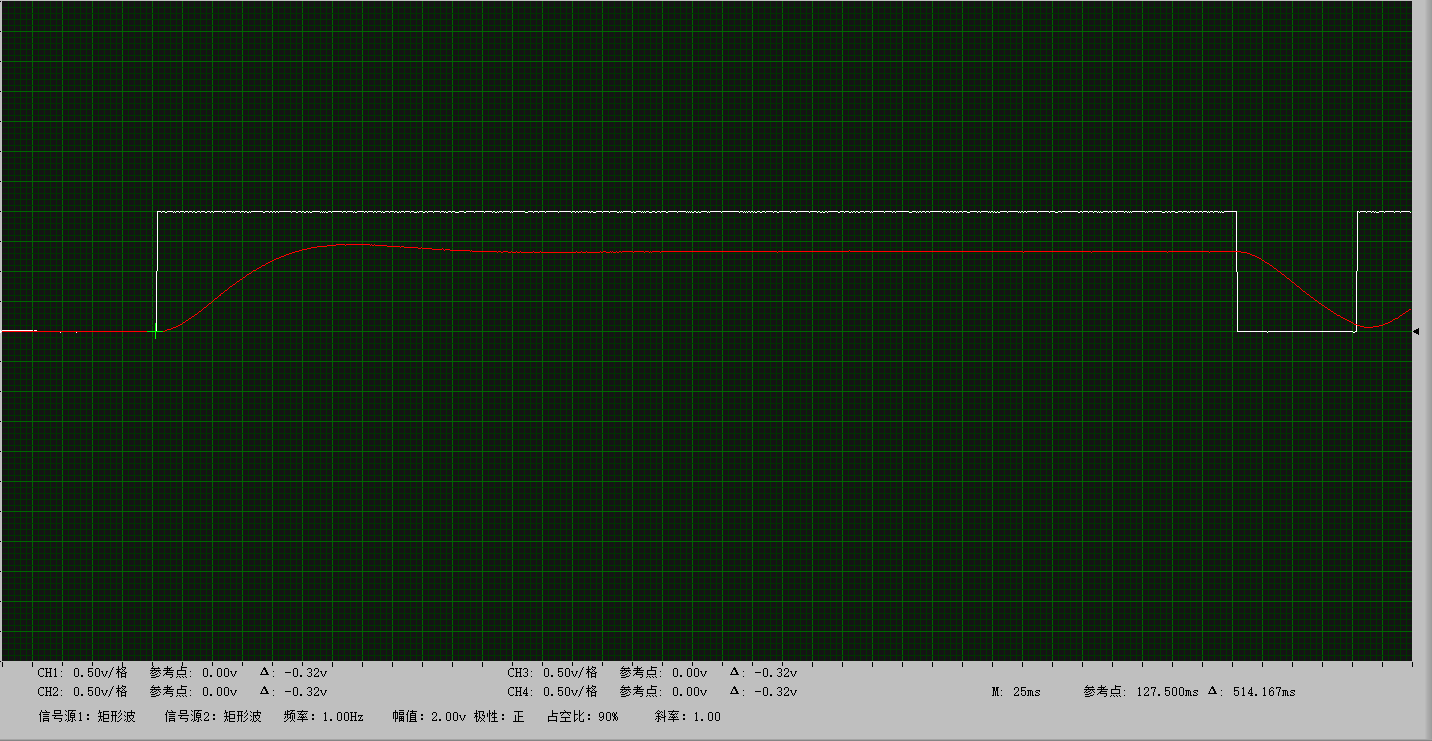 CH1: 0.50v/格 参考点: 0.00v Δ: -0.32v CH3: 0.50v/格 参考点: 0.00v Δ: -0.32v
CH2: 0.50v/格 参考点: 0.00v Δ: -0.32v CH4: 0.50v/格 参考点: 0.00v Δ: -0.32v M: 25ms 参考点: 127.500ms Δ: 514.167ms
信号源1: 矩形波 信号源2: 矩形波 频率: 1.00Hz 幅值: 2.00v 极性: 正 占空比: 90% 斜率: 1.00